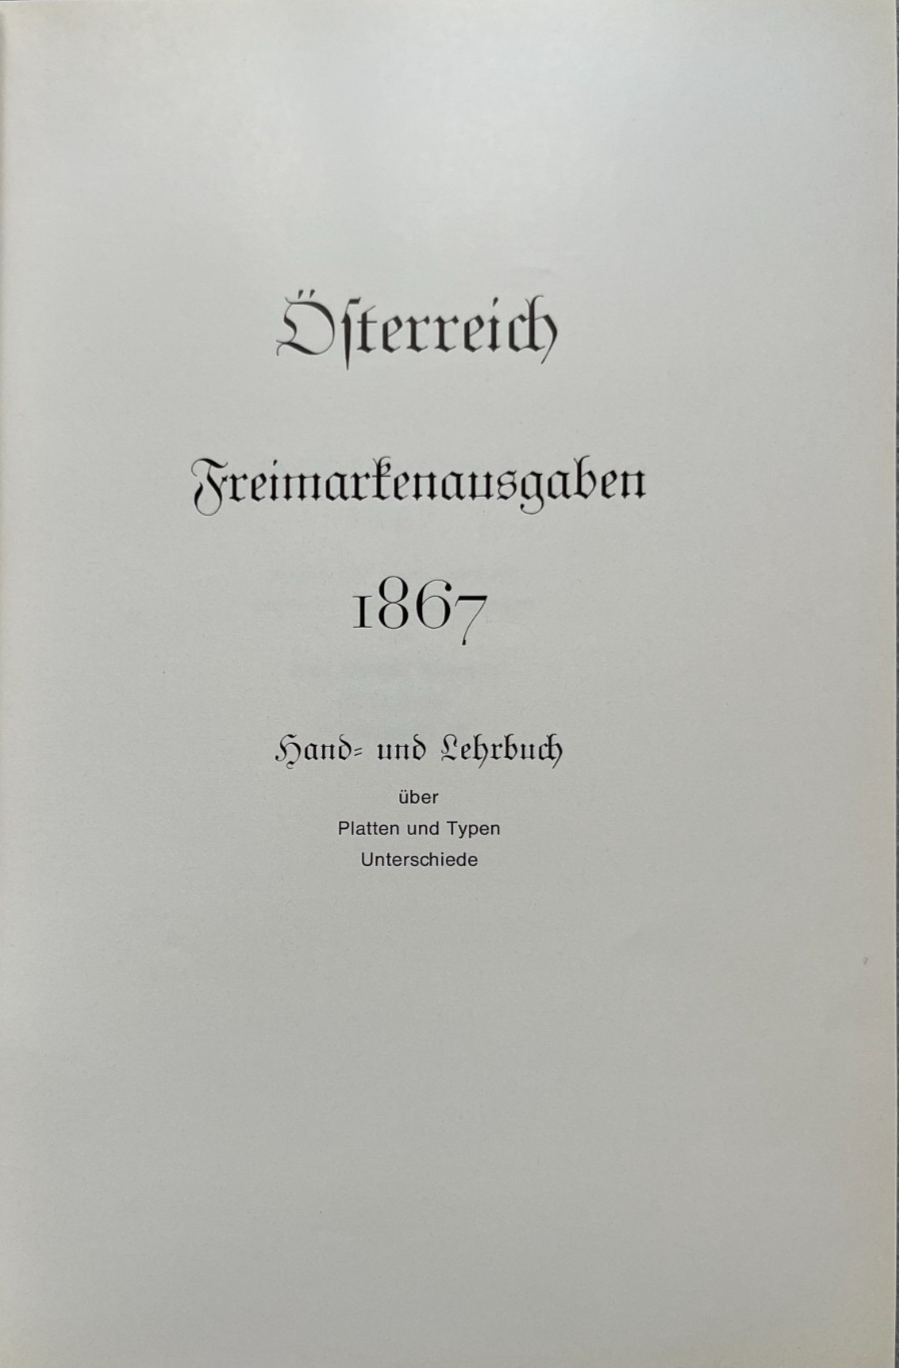 Öſterreich
Freimarkenausgaben
1867
Hand- und Lehrbuch
über
Platten und Typen
Unterschiede